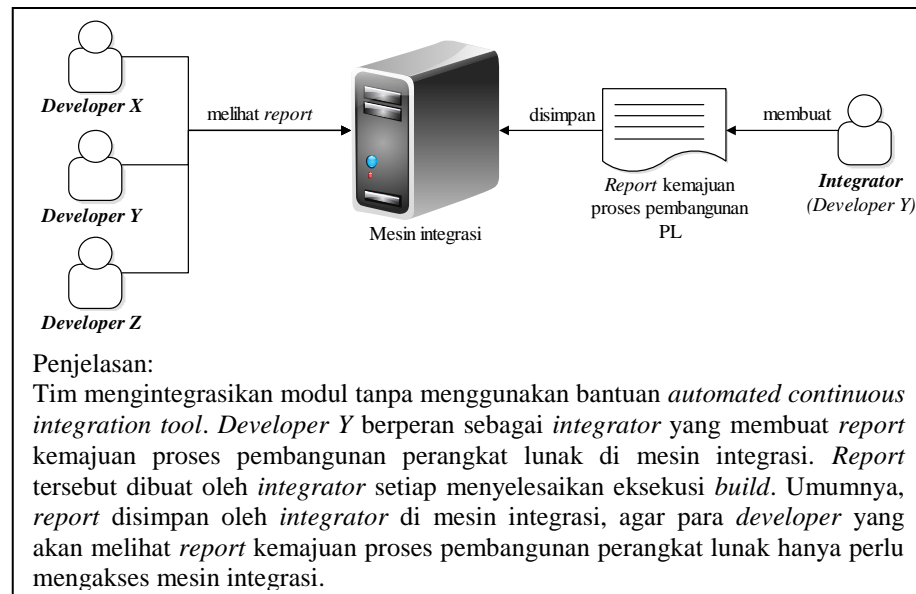 Developer X
melihat report
disimpan
membuat
Developer Y
Report kemajuan
proses pembangunan
PL
Integrator
(Developer Y)
Mesin integrasi
Developer Z
Penjelasan:
Tim mengintegrasikan modul tanpa menggunakan bantuan automated continuous
integration tool. Developer Y berperan sebagai integrator yang membuat report
kemajuan proses pembangunan perangkat lunak di mesin integrasi. Report
tersebut dibuat oleh integrator setiap menyelesaikan eksekusi build. Umumnya,
report disimpan oleh integrator di mesin integrasi, agar para developer yang
akan melihat report kemajuan proses pembangunan perangkat lunak hanya perlu
mengakses mesin integrasi.